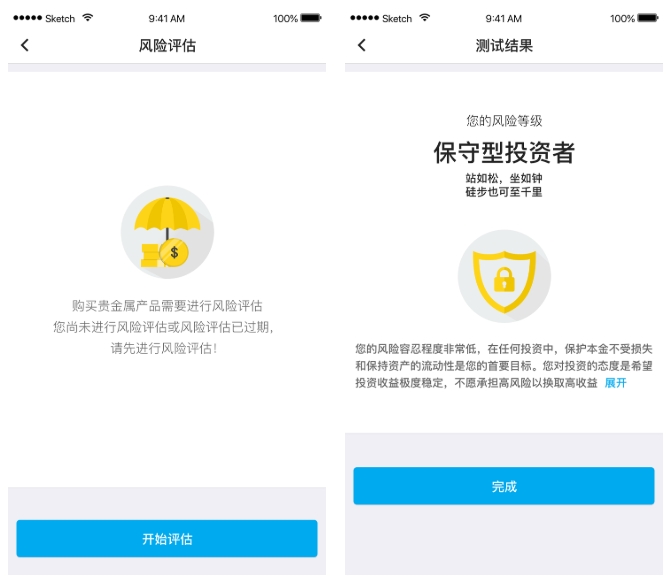 Sketch 9:41 AM 100%
风险评估
$
购买贵金属产品需要进行风险评估
您尚未进行风险评估或风险评估已过期,
请先进行风险评估!
开始评估
Sketch 9:41 AM 100%
测试结果
您的风险等级
保守型投资者
站如松，坐如钟
硅步也可至千里
您的风险容忍程度非常低，在任何投资中，保护本金不受损失
和保持资产的流动性是您的首要目标。您对投资的态度是希望
投资收益极度稳定，不愿承担高风险以换取高收益 展开
完成